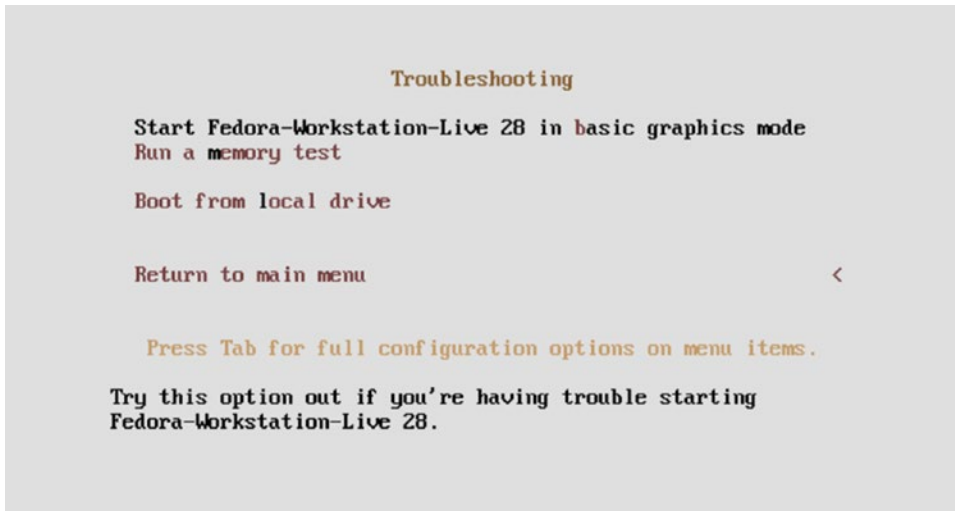 Troubleshooting
Start Fedora-Workstation-Live 28 in basic graphics mode
Run a memory test
Boot from local drive
Return to main menu <
Press Tab for full configuration options on menu items.
Try this option out if you're having trouble starting
Fedora-Workstation-Live 28.